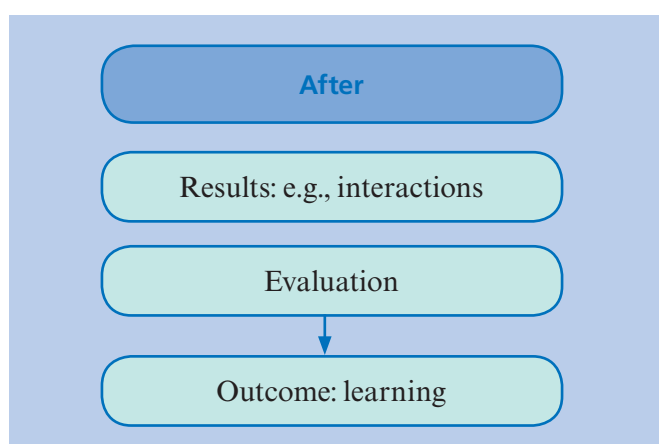 After
Results: e.g., interactions
Evaluation
Outcome: learning